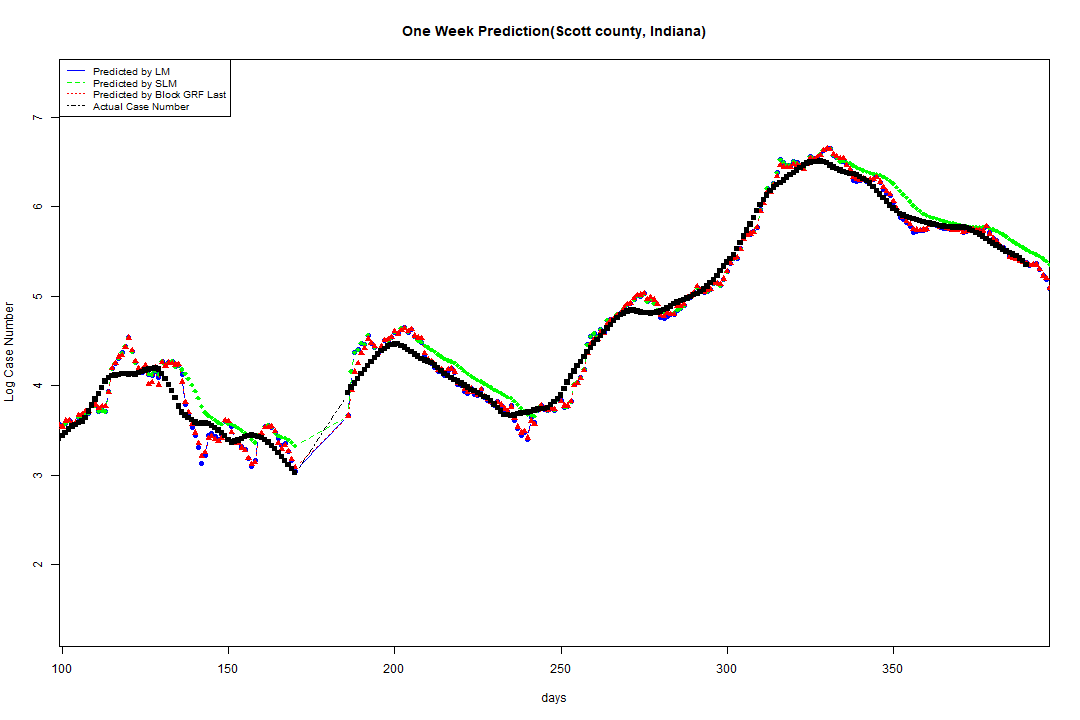 One Week Prediction(Scott county, Indiana)
Predicted by LM
Predicted by SLM
Predicted by Block GRF Last
Actual Case Number
7
6
5
4
3
2
Log Case Number
100 150 200 250 300 350
days